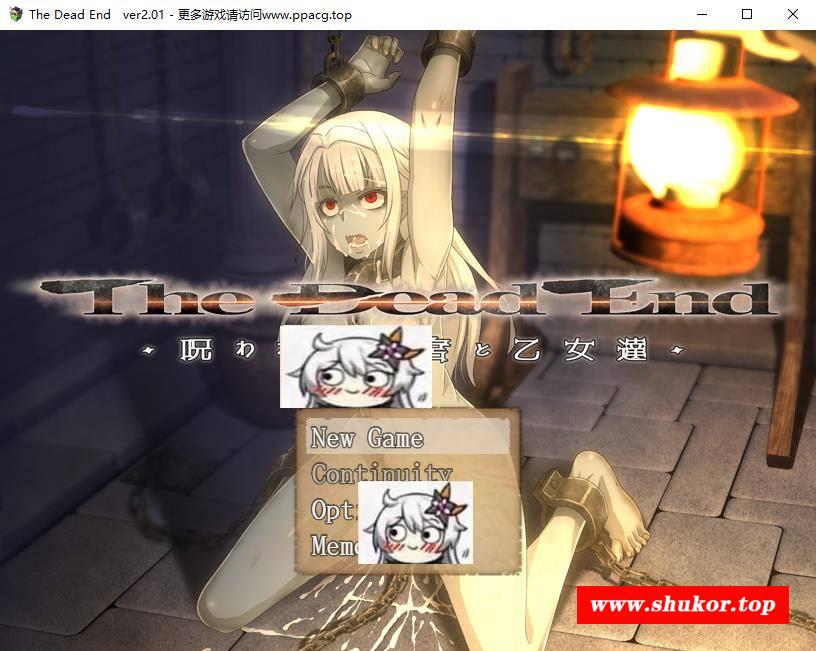 The Dead End ver2.01 - 更多游戏请访问www.ppacg.top
The Dead End
呪わ
と乙女達
New Game
Continuity
www.shukor.top